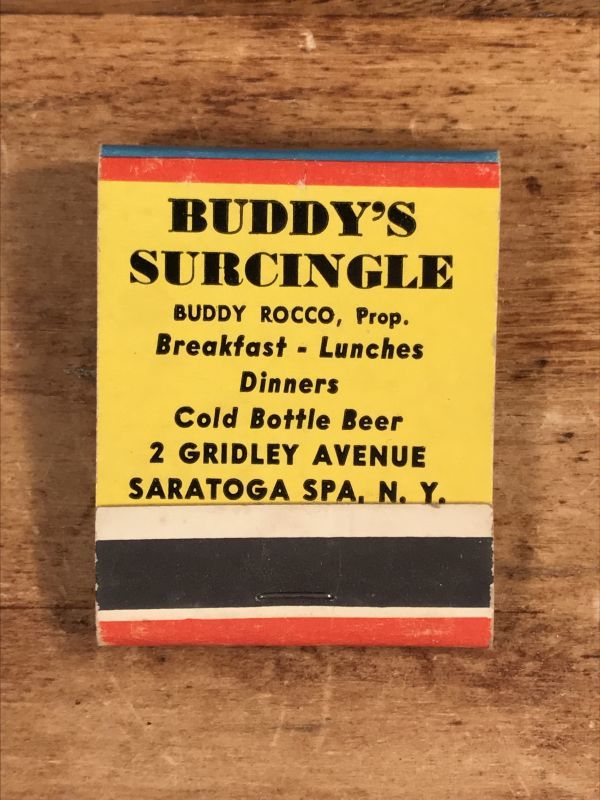 BUDDY'S
SURCINGLE
BUDDY ROCCO, Prop.
Breakfast - Lunches
Dinners
Cold Bottle Beer
2 GRIDLEY AVENUE
SARATOGA SPA, N. Y.